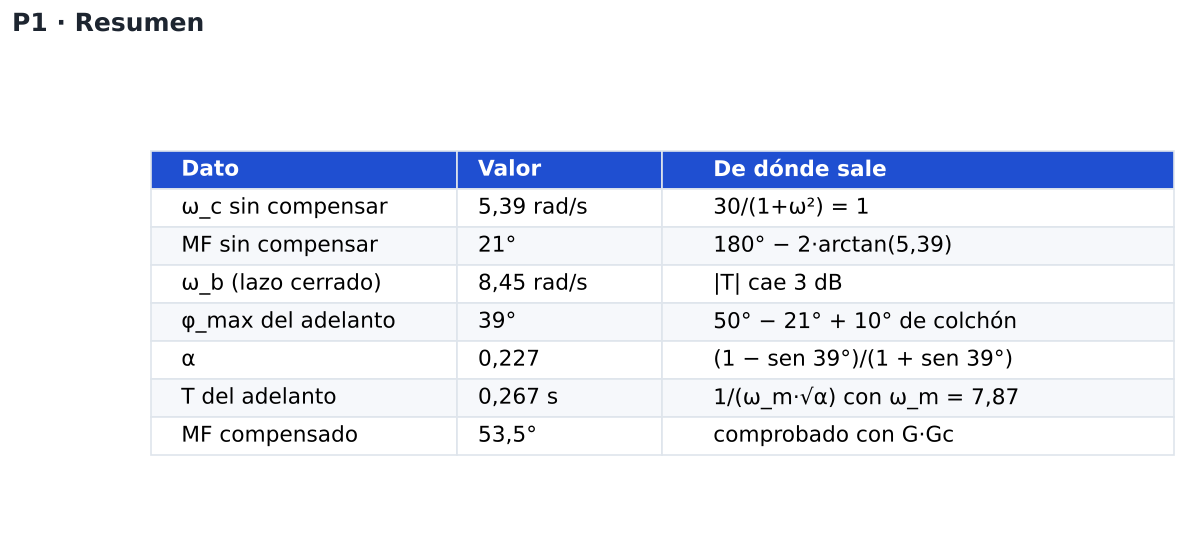 P1 · Resumen
Dato Valor De dónde sale
ω_c sin compensar 5,39 rad/s 30/(1+ω²) = 1
MF sin compensar 21° 180° − 2·arctan(5,39)
ω_b (lazo cerrado) 8,45 rad/s |T| cae 3 dB
φ_max del adelanto 39° 50° − 21° + 10° de colchón
α 0,227 (1 − sen 39°)/(1 + sen 39°)
T del adelanto 0,267 s 1/(ω_m·√α) con ω_m = 7,87
MF compensado 53,5° comprobado con G·Gc